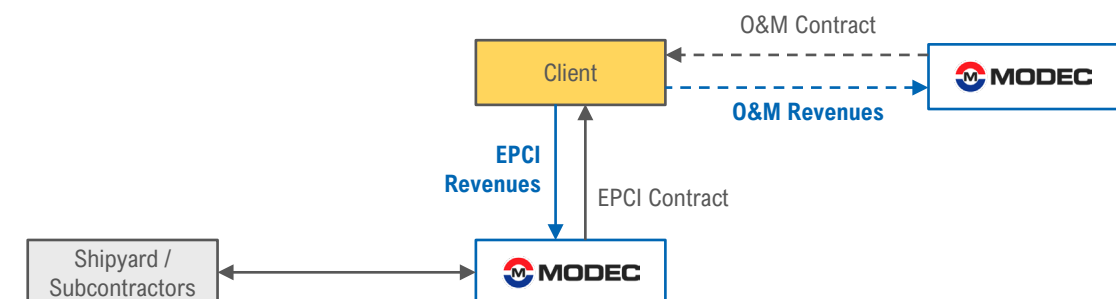 O&M Contract
Client
MODEC
O&M Revenues
EPCI
Revenues
EPCI Contract
Shipyard /
Subcontractors
MODEC